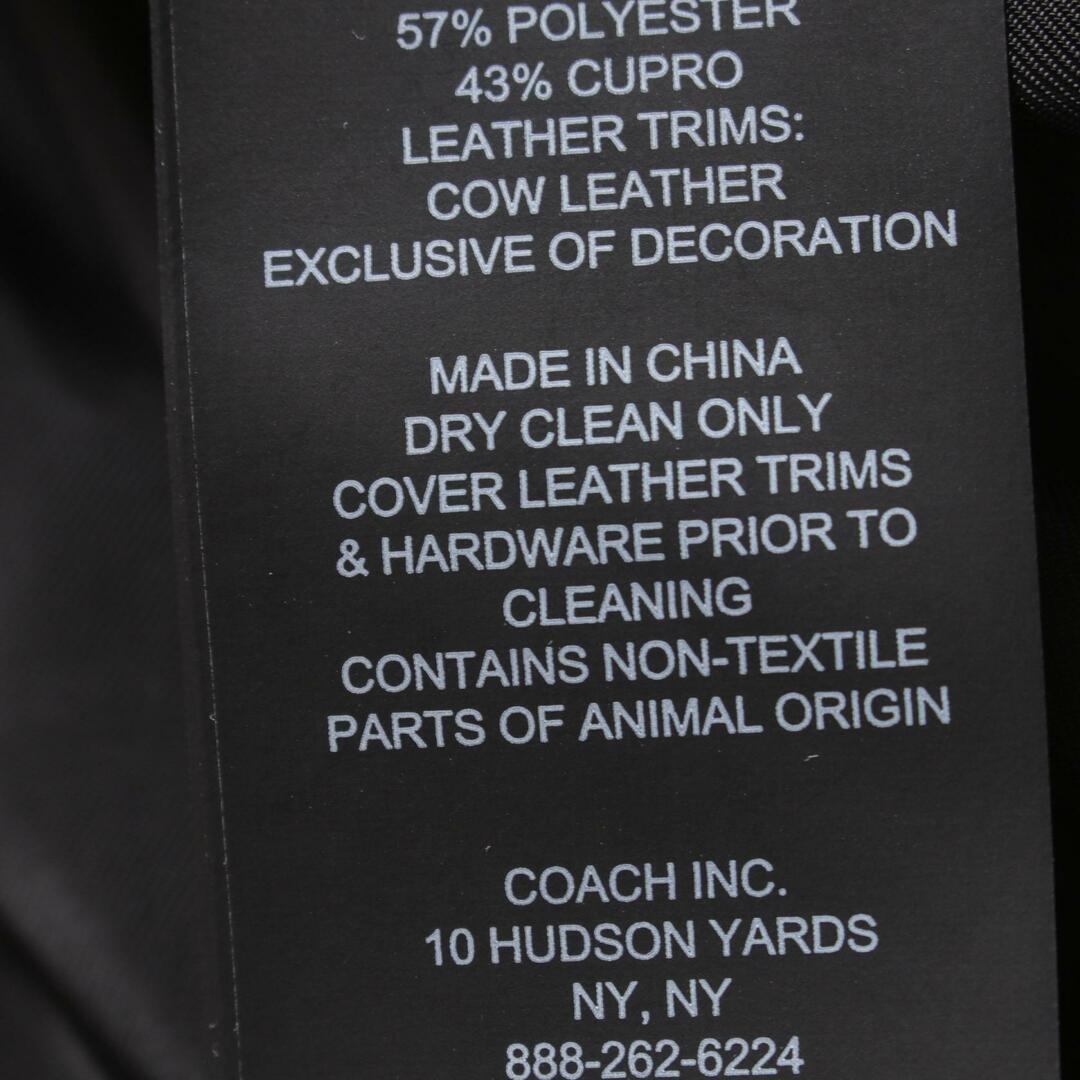 57% POLYESTER
43% CUPRO
LEATHER TRIMS:
COW LEATHER
EXCLUSIVE OF DECORATION
MADE IN CHINA
DRY CLEAN ONLY
COVER LEATHER TRIMS
& HARDWARE PRIOR TO
CLEANING
CONTAINS NON-TEXTILE
PARTS OF ANIMAL ORIGIN
COACH INC.
10 HUDSON YARDS
NY, NY
888-262-6224